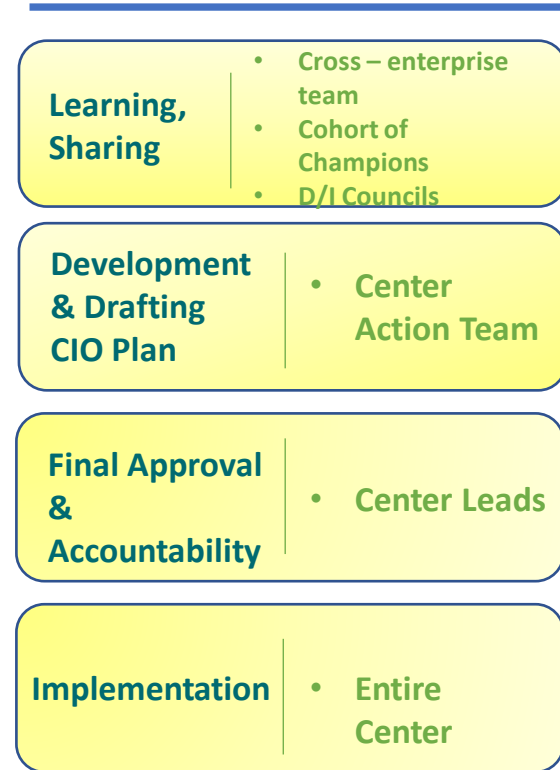 Learning,
Sharing
• Cross – enterprise
team
• Cohort of
Champions
• D/I Councils
Development
& Drafting
CIO Plan
• Center
Action Team
Final Approval
&
Accountability
• Center Leads
Implementation
• Entire
Center